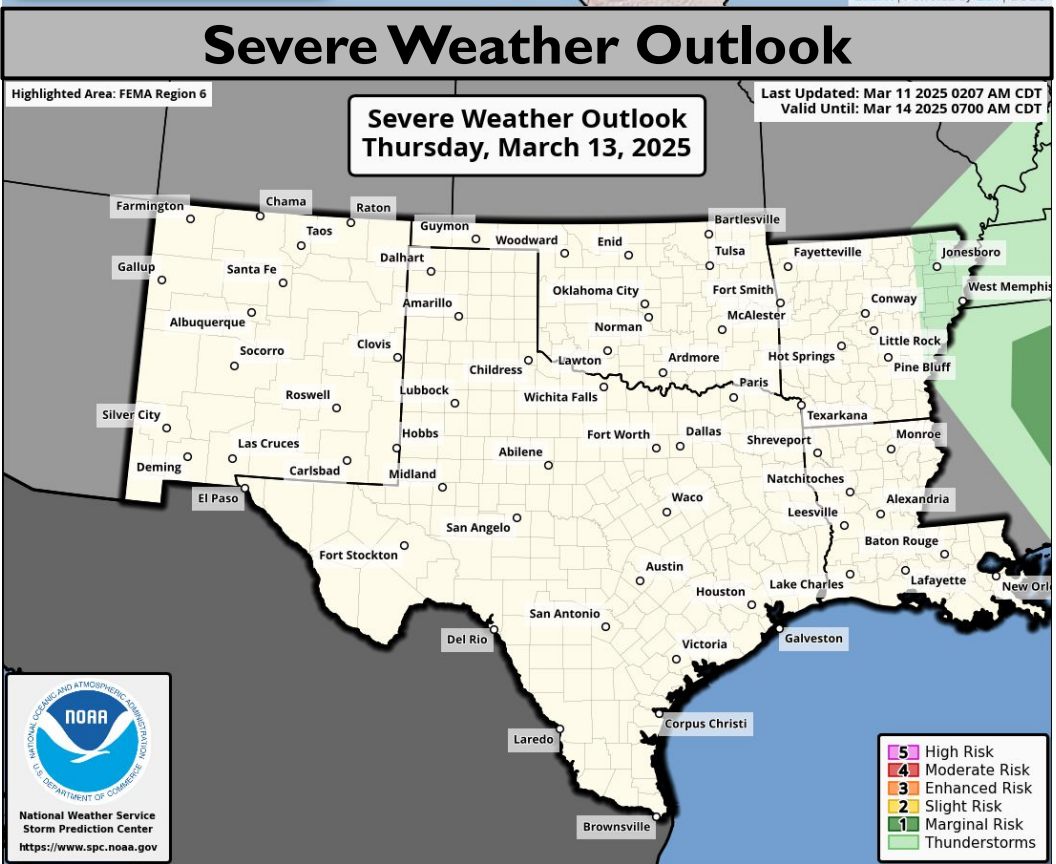 Severe Weather Outlook
Highlighted Area: FEMA Region 6
Last Updated: Mar 11 2025 0207 AM CDT
Valid Until: Mar 14 2025 0700 AM CDT
Severe Weather Outlook
Thursday, March 13, 2025
Farmington
Chama
Raton
Taos
Guymon
Woodward
Enid
Bartlesville
Tulsa
Fayetteville
Jonesboro
Gallup
Santa Fe
Dalhart
Oklahoma City
Fort Smith
West Memphis
Albuquerque
Amarillo
Norman
McAlester
Conway
Socorro
Clovis
Childress
Lawton
Ardmore
Hot Springs
Little Rock
Pine Bluff
Roswell
Lubbock
Wichita Falls
Paris
Texarkana
Silver City
Las Cruces
Hobbs
Fort Worth
Dallas
Shreveport
Monroe
Deming
Carlsbad
Midland
Abilene
Natchitoches
El Paso
Waco
Leesville
Alexandria
San Angelo
Fort Stockton
Baton Rouge
Austin
Houston
Lake Charles
Lafayette
New Orl
San Antonio
Del Rio
Galveston
Victoria
Laredo
Corpus Christi
Brownsville
NATIONAL OCEANIC AND ATMOSPHERIC ADMINISTRATION
NOAA
U.S. DEPARTMENT OF COMMERCE
National Weather Service
Storm Prediction Center
https://www.spc.noaa.gov
5 High Risk
4 Moderate Risk
3 Enhanced Risk
2 Slight Risk
1 Marginal Risk
Thunderstorms